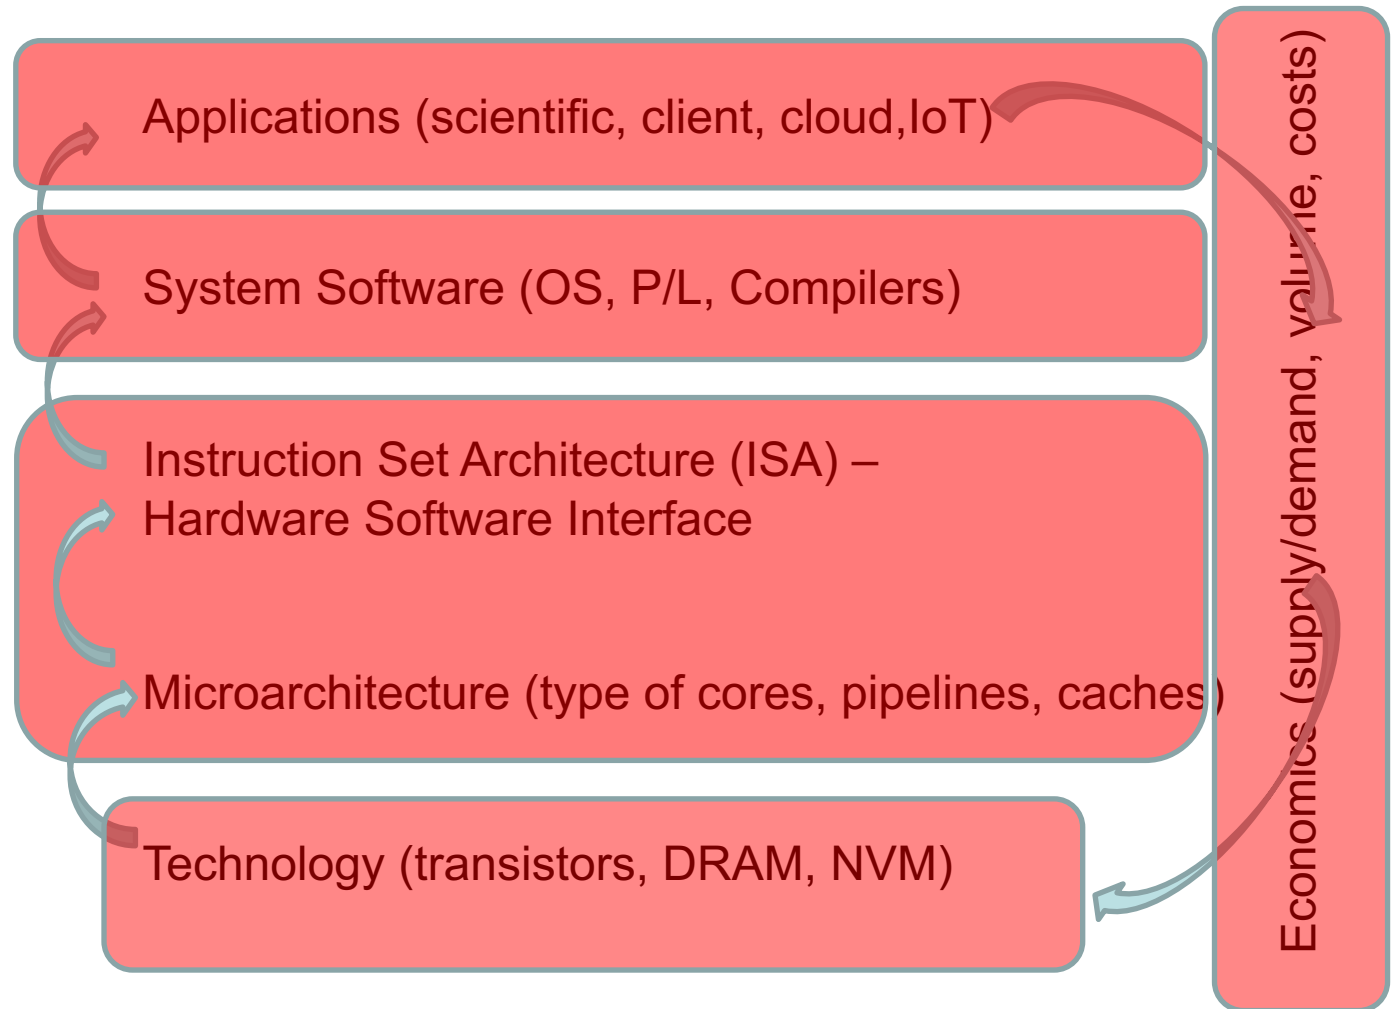 Applications (scientific, client, cloud,IoT)
System Software (OS, P/L, Compilers)
Instruction Set Architecture (ISA) –
Hardware Software Interface
Microarchitecture (type of cores, pipelines, caches)
Technology (transistors, DRAM, NVM)
Economics (supply/demand, volume, costs)